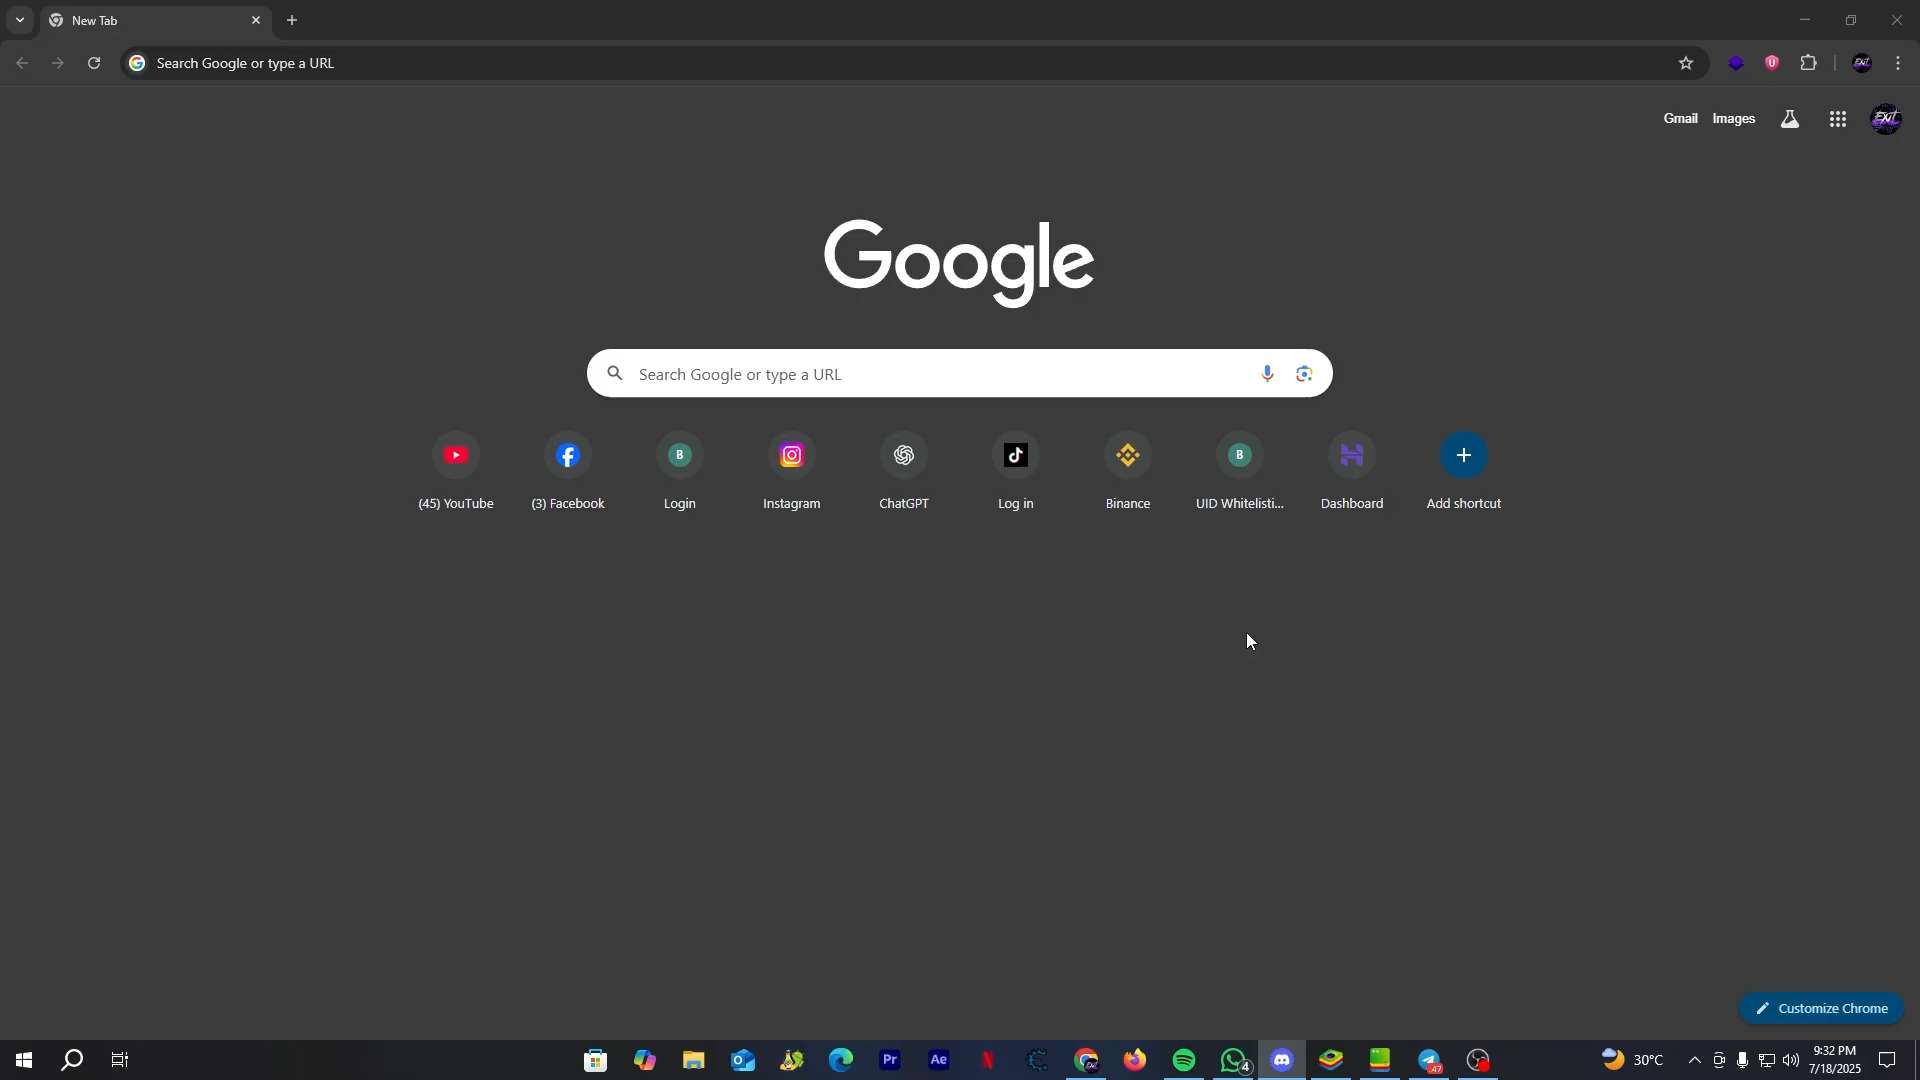 New Tab
Search Google or type a URL
Gmail
Images
Google
Search Google or type a URL
(45) YouTube
(3) Facebook
Login
Instagram
ChatGPT
Log in
Binance
UID Whitelisti...
Dashboard
Add shortcut
Customize Chrome
30°C
9:32 PM
7/18/2025